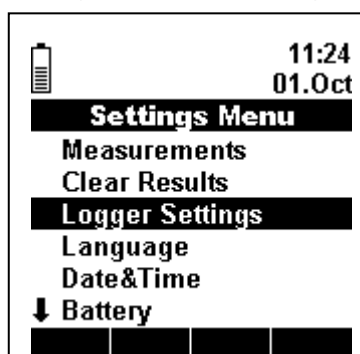 11:24
01.Oct
Settings Menu
Measurements
Clear Results
Logger Settings
Language
Date&Time
Battery